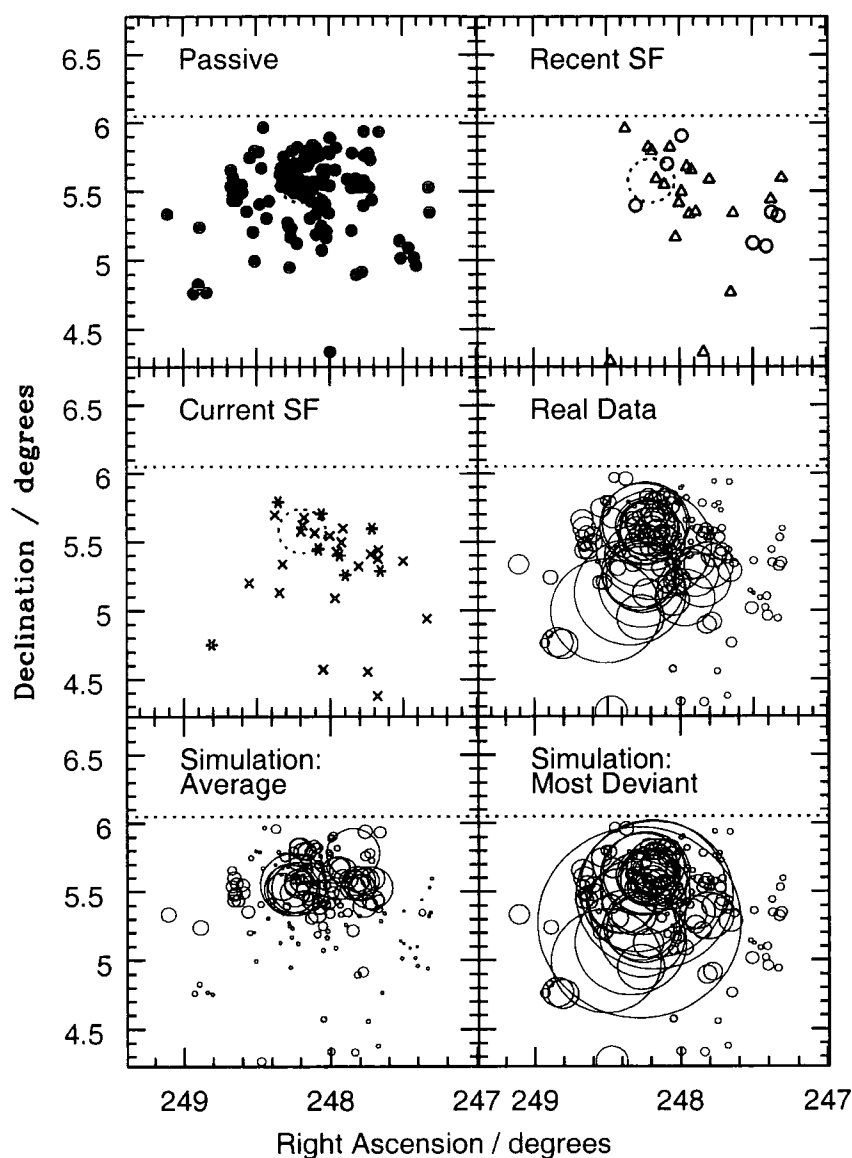 Passive
Recent SF
6.5
6
5.5
5
4.5
Current SF
Real Data
6.5
6
5.5
5
4.5
Simulation:
Average
Simulation:
Most Deviant
6.5
6
5.5
5
4.5
249
248
247
249
248
247
Declination / degrees
Right Ascension / degrees